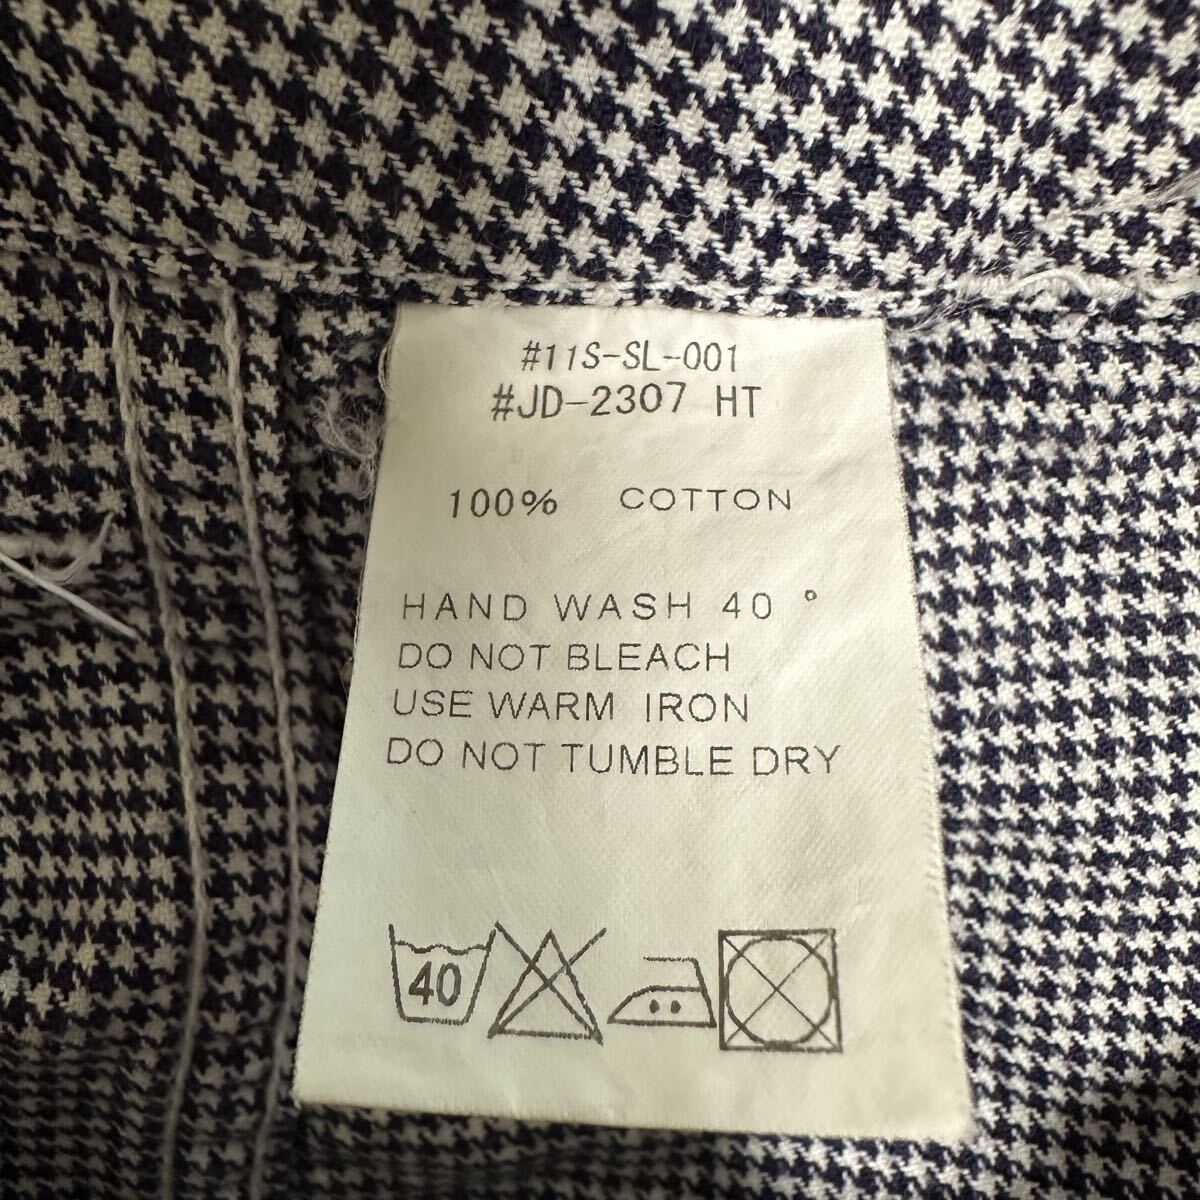 #11S-SL-001
#JD-2307 HT
100% COTTON
HAND WASH 40 °
DO NOT BLEACH
USE WARM IRON
DO NOT TUMBLE DRY
40